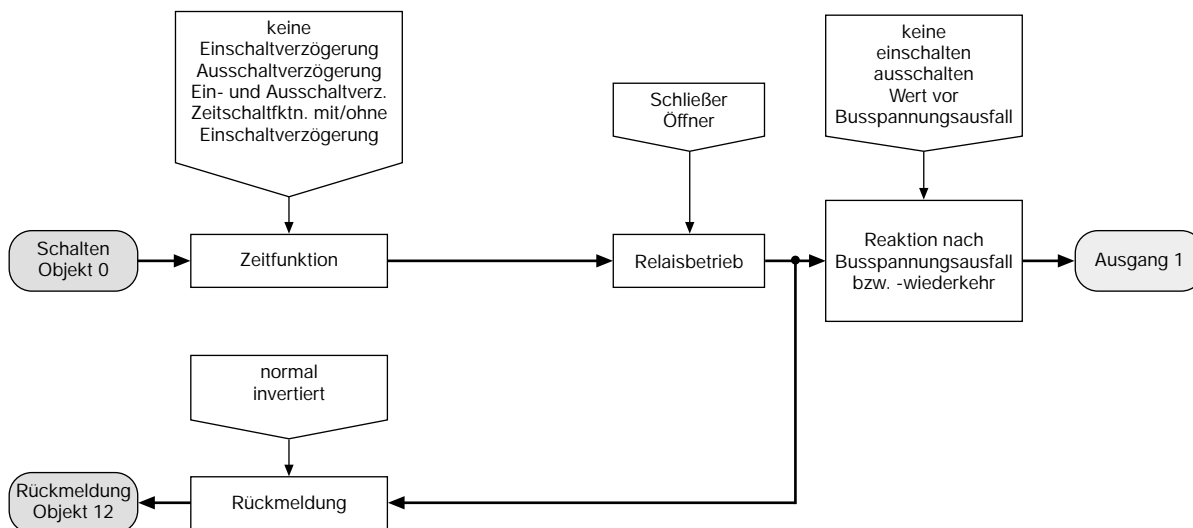 keine
Einschaltverzögerung
Ausschaltverzögerung
Ein- und Ausschaltverz.
Zeitschaltfktn. mit/ohne
Einschaltverzögerung
Schließer
Öffner
keine
einschalten
ausschalten
Wert vor
Busspannungsausfall
Schalten
Objekt 0
Zeitfunktion
Relaisbetrieb
Reaktion nach
Busspannungsausfall
bzw. -wiederkehr
Ausgang 1
normal
invertiert
Rückmeldung
Objekt 12
Rückmeldung